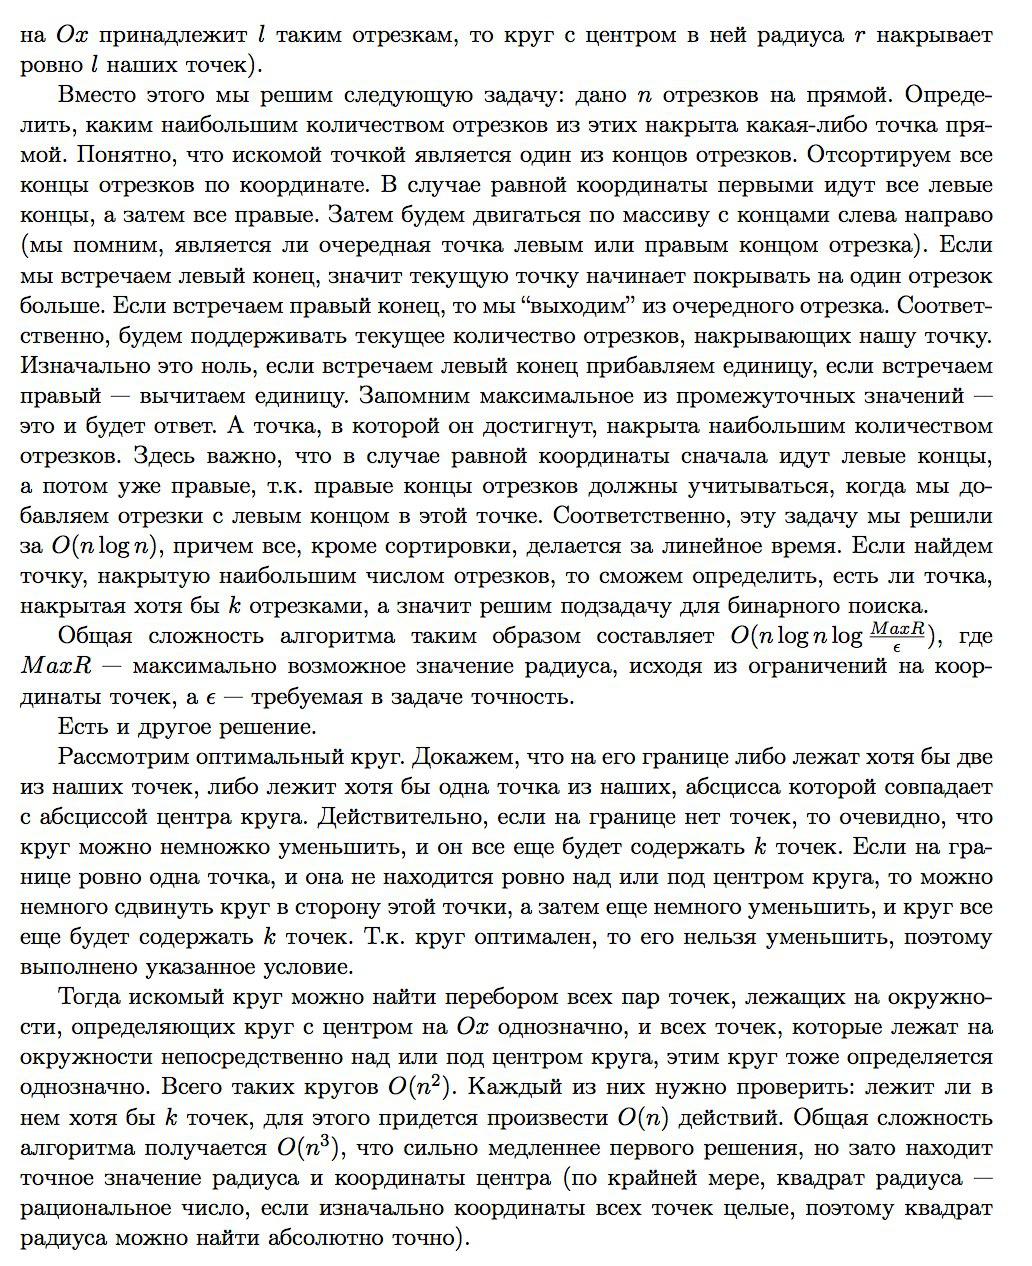 на Ox принадлежит l таким отрезкам, то круг с центром в ней радиуса r накрывает
ровно l наших точек).
Вместо этого мы решим следующую задачу: дано n отрезков на прямой. Опреде-
лить, каким наибольшим количеством отрезков из этих накрыта какая-либо точка пря-
мой. Понятно, что искомой точкой является один из концов отрезков. Отсортируем все
концы отрезков по координате. В случае равной координаты первыми идут все левые
концы, а затем все правые. Затем будем двигаться по массиву с концами слева направо
(мы помним, является ли очередная точка левым или правым концом отрезка). Если
мы встречаем левый конец, значит текущую точку начинает покрывать на один отрезок
больше. Если встречаем правый конец, то мы “выходим” из очередного отрезка. Соответ-
ственно, будем поддерживать текущее количество отрезков, накрывающих нашу точку.
Изначально это ноль, если встречаем левый конец прибавляем единицу, если встречаем
правый — вычитаем единицу. Запомним максимальное из промежуточных значений —
это и будет ответ. А точка, в которой он достигнут, накрыта наибольшим количеством
отрезков. Здесь важно, что в случае равной координаты сначала идут левые концы,
а потом уже правые, т.к. правые концы отрезков должны учитываться, когда мы до-
бавляем отрезки с левым концом в этой точке. Соответственно, эту задачу мы решили
за O(n log n), причем все, кроме сортировки, делается за линейное время. Если найдем
точку, накрытую наибольшим числом отрезков, то сможем определить, есть ли точка,
накрытая хотя бы k отрезками, а значит решим подзадачу для бинарного поиска.
Общая сложность алгоритма таким образом составляет O(n log n log MaxR/ϵ), где
MaxR — максимально возможное значение радиуса, исходя из ограничений на коор-
динаты точек, а ϵ — требуемая в задаче точность.
Есть и другое решение.
Рассмотрим оптимальный круг. Докажем, что на его границе либо лежат хотя бы две
из наших точек, либо лежит хотя бы одна точка из наших, абсцисса которой совпадает
с абсциссой центра круга. Действительно, если на границе нет точек, то очевидно, что
круг можно немножко уменьшить, и он все еще будет содержать k точек. Если на гра-
нице ровно одна точка, и она не находится ровно над или под центром круга, то можно
немного сдвинуть круг в сторону этой точки, а затем еще немного уменьшить, и круг все
еще будет содержать k точек. Т.к. круг оптимален, то его нельзя уменьшить, поэтому
выполнено указанное условие.
Тогда искомый круг можно найти перебором всех пар точек, лежащих на окружно-
сти, определяющих круг с центром на Ox однозначно, и всех точек, которые лежат на
окружности непосредственно над или под центром круга, этим круг тоже определяется
однозначно. Всего таких кругов O(n²). Каждый из них нужно проверить: лежит ли в
нем хотя бы k точек, для этого придется произвести O(n) действий. Общая сложность
алгоритма получается O(n³), что сильно медленнее первого решения, но зато находит
точное значение радиуса и координаты центра (по крайней мере, квадрат радиуса —
рациональное число, если изначально координаты всех точек целые, поэтому квадрат
радиуса можно найти абсолютно точно).